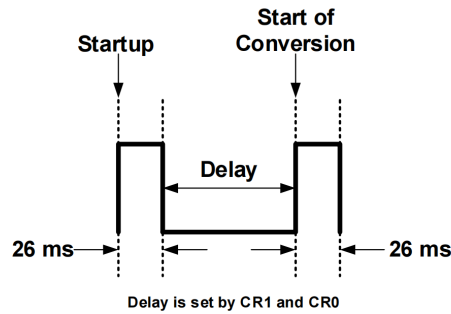 Startup
Start of
Conversion
Delay
26 ms
26 ms
Delay is set by CR1 and CR0